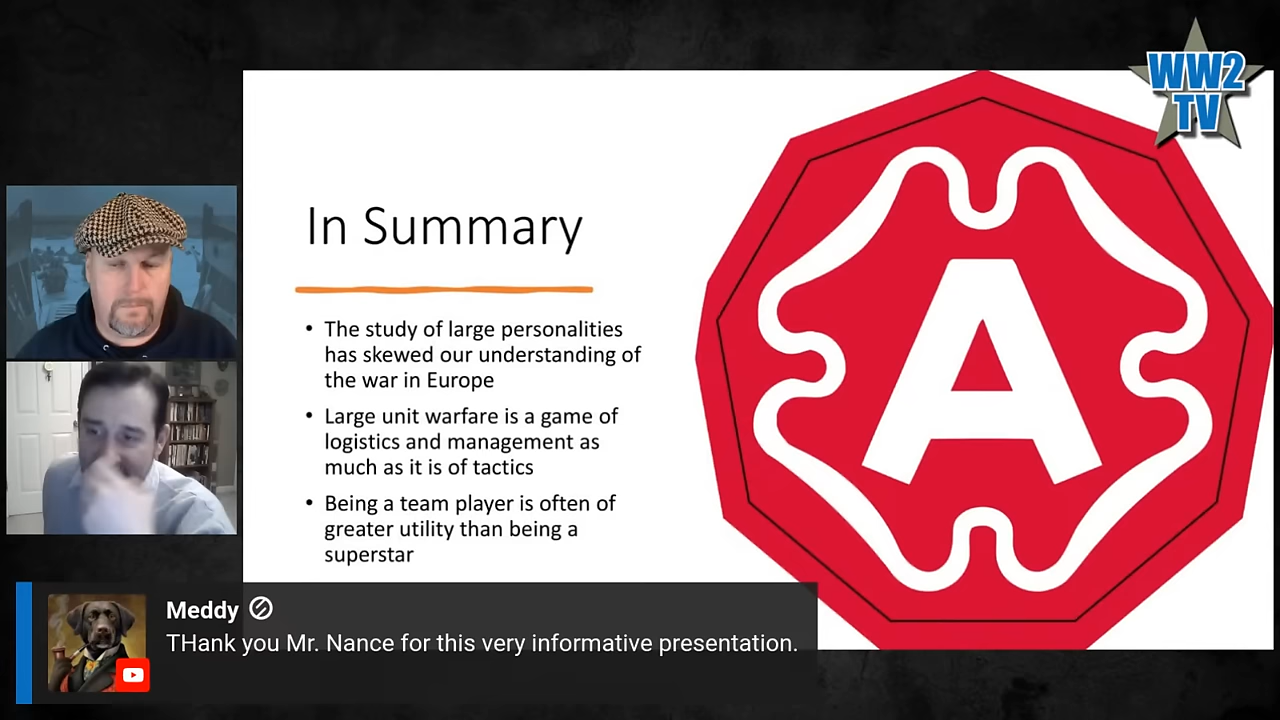 WW2
TV
In Summary
• The study of large personalities
has skewed our understanding of
the war in Europe
• Large unit warfare is a game of
logistics and management as
much as it is of tactics
• Being a team player is often of
greater utility than being a
superstar
A
Meddy
THank you Mr. Nance for this very informative presentation.